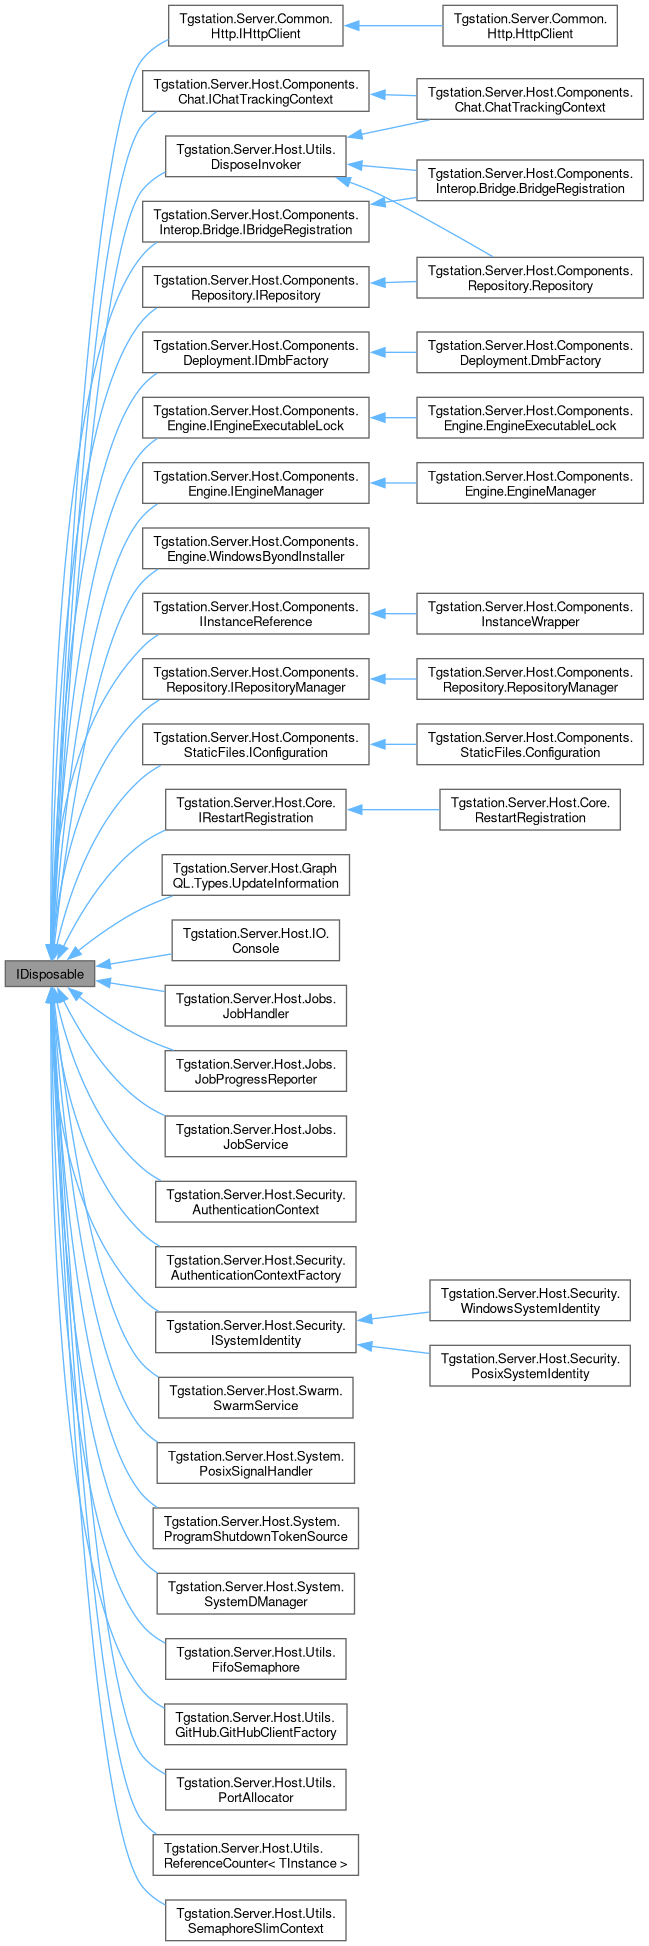 Tgstation.Server.Common.
Http.IHttpClient
Tgstation.Server.Common.
Http.HttpClient
Tgstation.Server.Host.Components.
Chat.IChatTrackingContext
Tgstation.Server.Host.Components.
Chat.ChatTrackingContext
Tgstation.Server.Host.Utils.
DisposeInvoker
Tgstation.Server.Host.Components.
Interop.Bridge.BridgeRegistration
Tgstation.Server.Host.Components.
Interop.Bridge.IBridgeRegistration
Tgstation.Server.Host.Components.
Repository.Repository
Tgstation.Server.Host.Components.
Repository.IRepository
Tgstation.Server.Host.Components.
Deployment.IDmbFactory
Tgstation.Server.Host.Components.
Deployment.DmbFactory
Tgstation.Server.Host.Components.
Engine.IEngineExecutableLock
Tgstation.Server.Host.Components.
Engine.EngineExecutableLock
Tgstation.Server.Host.Components.
Engine.IEngineManager
Tgstation.Server.Host.Components.
Engine.EngineManager
Tgstation.Server.Host.Components.
Engine.WindowsByondInstaller
Tgstation.Server.Host.Components.
IInstanceReference
Tgstation.Server.Host.Components.
InstanceWrapper
Tgstation.Server.Host.Components.
Repository.IRepositoryManager
Tgstation.Server.Host.Components.
Repository.RepositoryManager
Tgstation.Server.Host.Components.
StaticFiles.IConfiguration
Tgstation.Server.Host.Components.
StaticFiles.Configuration
Tgstation.Server.Host.Core.
IRestartRegistration
Tgstation.Server.Host.Core.
RestartRegistration
Tgstation.Server.Host.Graph
QL.Types.UpdateInformation
Tgstation.Server.Host.IO.
Console
IDisposable
Tgstation.Server.Host.Jobs.
JobHandler
Tgstation.Server.Host.Jobs.
JobProgressReporter
Tgstation.Server.Host.Jobs.
JobService
Tgstation.Server.Host.Security.
AuthenticationContext
Tgstation.Server.Host.Security.
AuthenticationContextFactory
Tgstation.Server.Host.Security.
ISystemIdentity
Tgstation.Server.Host.Security.
WindowsSystemIdentity
Tgstation.Server.Host.Security.
PosixSystemIdentity
Tgstation.Server.Host.Swarm.
SwarmService
Tgstation.Server.Host.System.
PosixSignalHandler
Tgstation.Server.Host.System.
ProgramShutdownTokenSource
Tgstation.Server.Host.System.
SystemDManager
Tgstation.Server.Host.Utils.
FifoSemaphore
Tgstation.Server.Host.Utils.
GitHub.GitHubClientFactory
Tgstation.Server.Host.Utils.
PortAllocator
Tgstation.Server.Host.Utils.
ReferenceCounter< TInstance >
Tgstation.Server.Host.Utils.
SemaphoreSlimContext